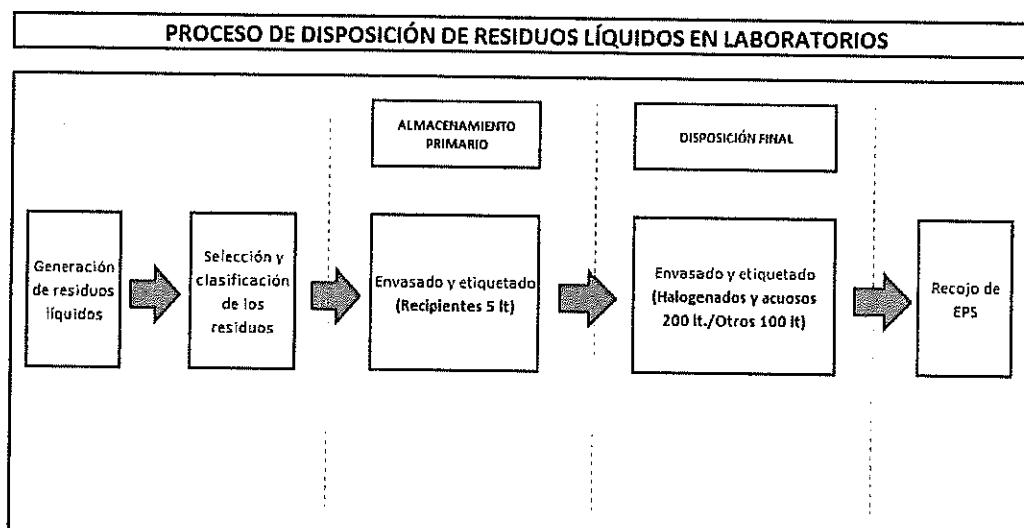 PROCESO DE DISPOSICIÓN DE RESIDUOS LÍQUIDOS EN LABORATORIOS
ALMACENAMIENTO
PRIMARIO
DISPOSICIÓN FINAL
Generación
de residuos
líquidos
Selección y
clasificación
de los
residuos
Envasado y etiquetado
(Recipientes 5 lt)
Envasado y etiquetado
(Halogenados y acuosos
200 lt./Otros 100 lt)
Recojo de
EPS